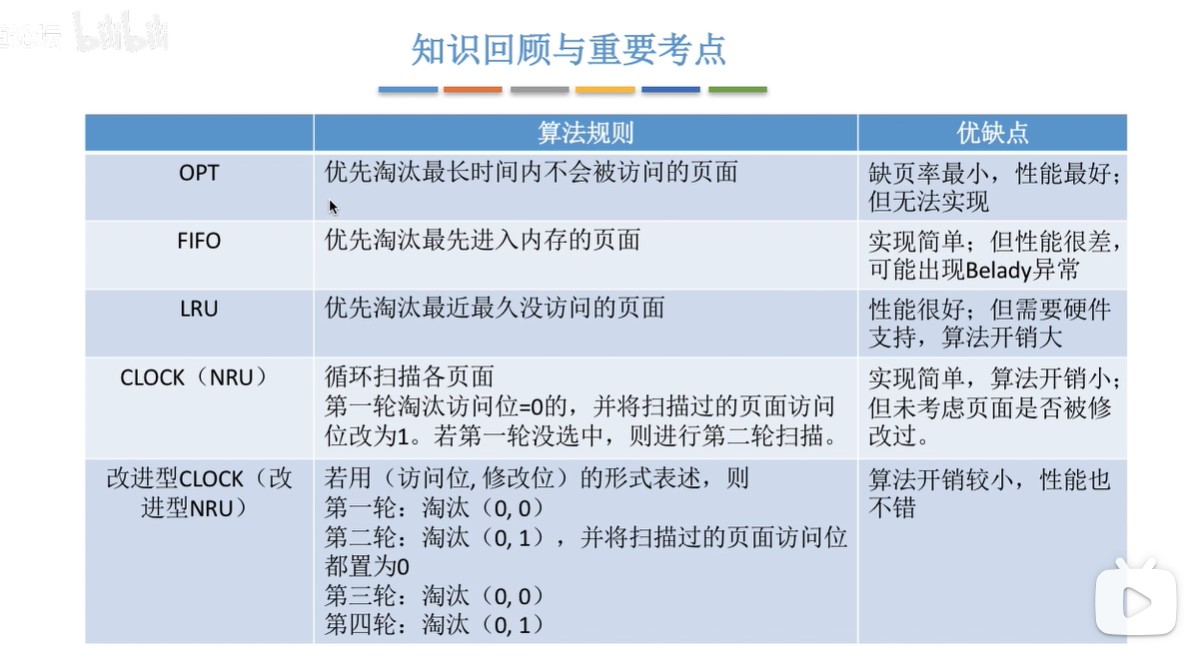 bilibili
知识回顾与重要考点
算法规则
优缺点
OPT
优先淘汰最长时间内不会被访问的页面
缺页率最小，性能最好；
但无法实现
FIFO
优先淘汰最先进入内存的页面
实现简单；但性能很差，
可能出现Belady异常
LRU
优先淘汰最近最久没访问的页面
性能很好；但需要硬件
支持，算法开销大
CLOCK（NRU）
循环扫描各页面
第一轮淘汰访问位=0的，并将扫描过的页面访问
位改为1。若第一轮没选中，则进行第二轮扫描。
实现简单，算法开销小；
但未考虑页面是否被修
改过。
改进型CLOCK（改
进型NRU）
若用（访问位, 修改位）的形式表述，则
第一轮：淘汰（0, 0）
第二轮：淘汰（0, 1），并将扫描过的页面访问位
都置为0
第三轮：淘汰（0, 0）
第四轮：淘汰（0, 1）
算法开销较小，性能也
不错